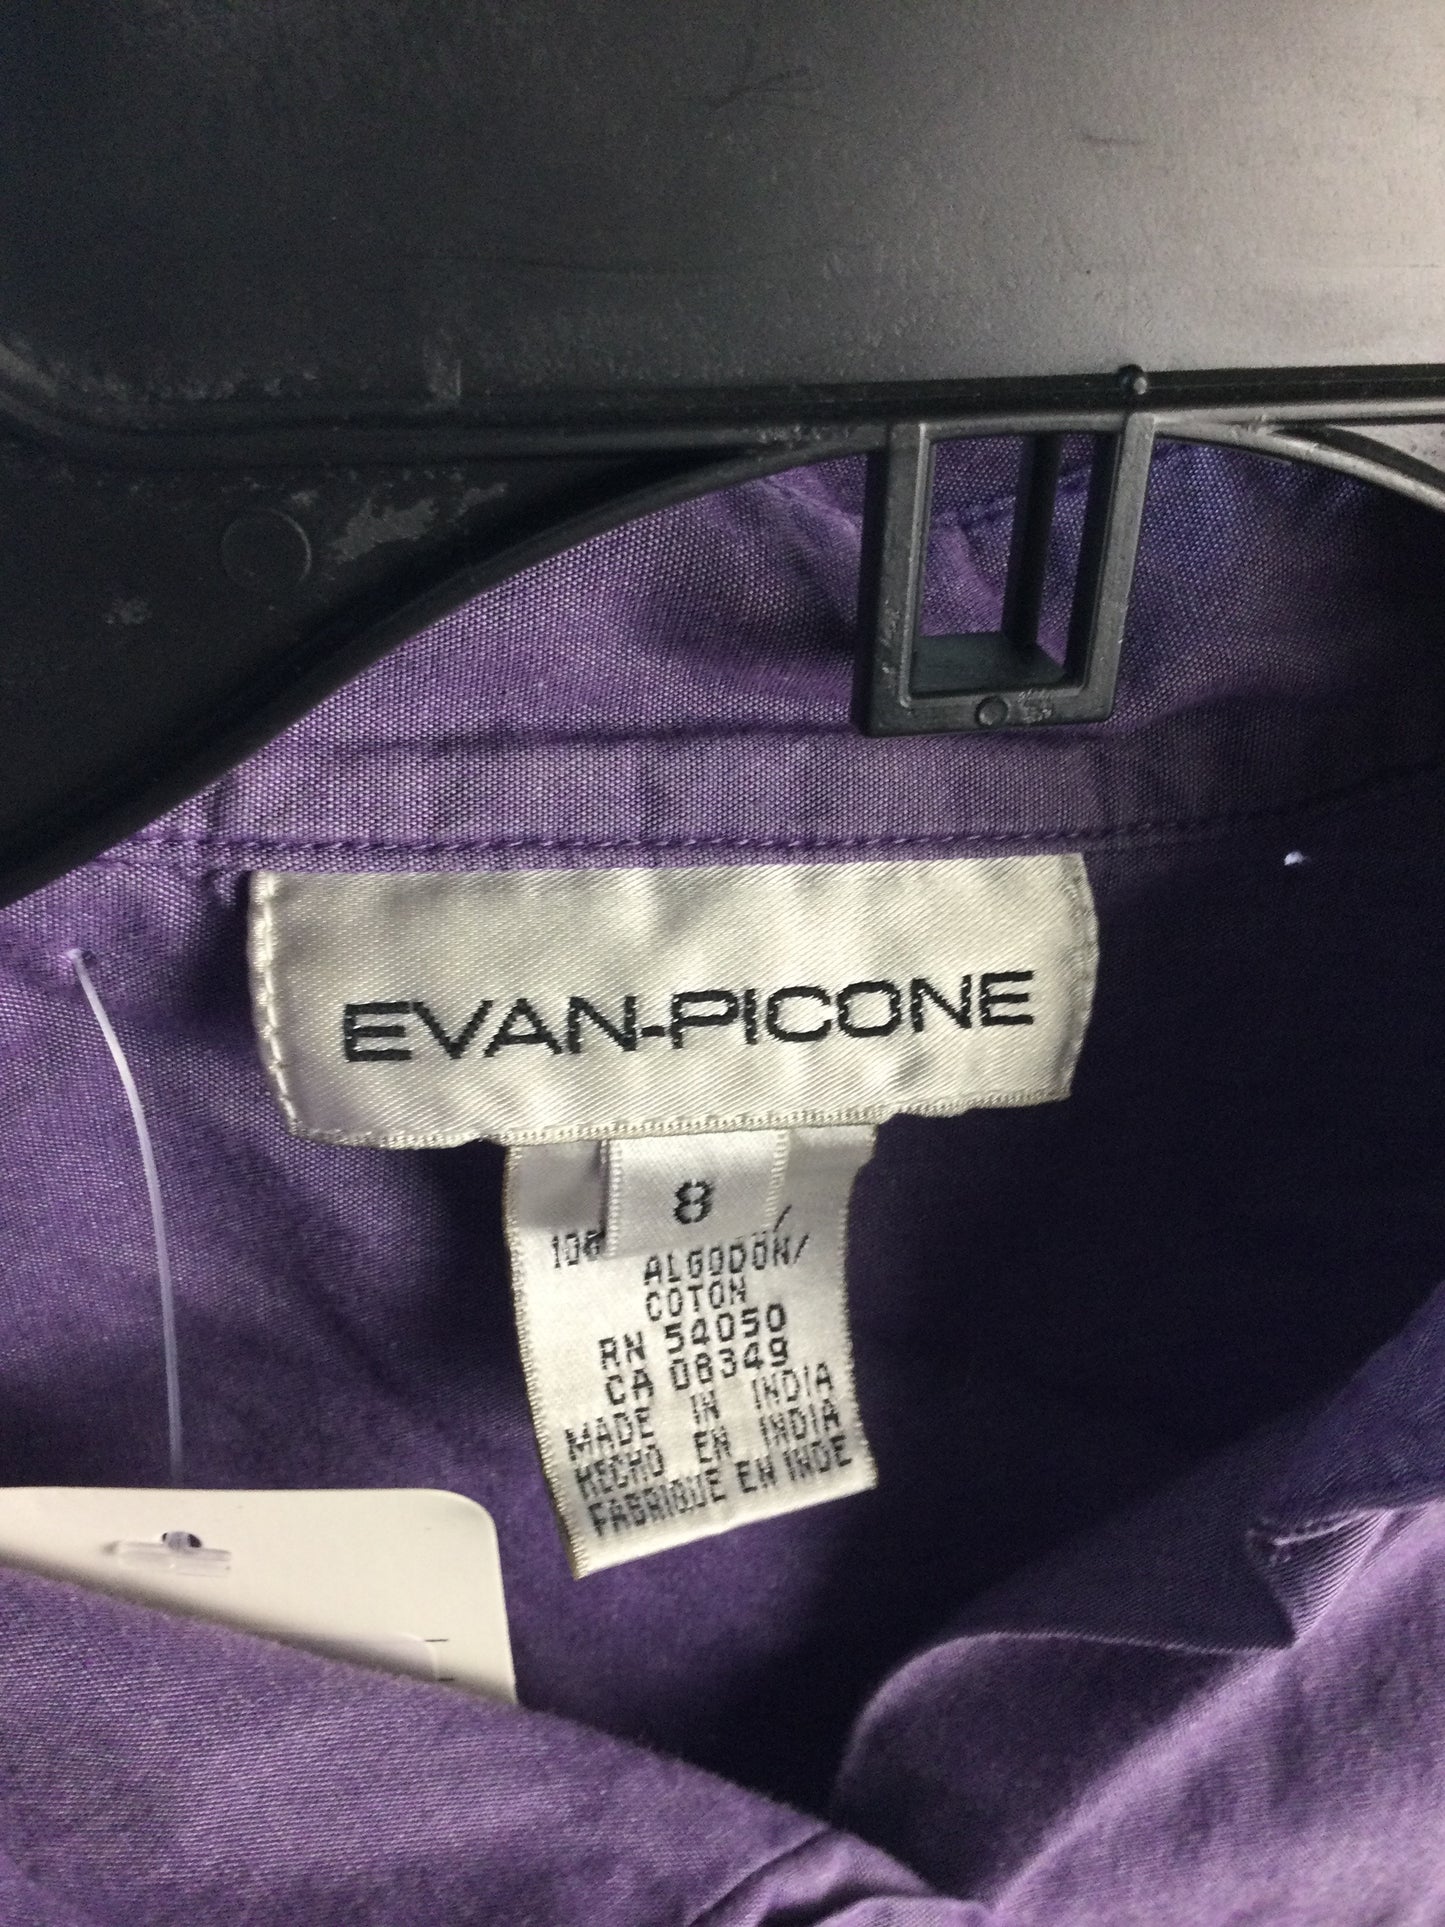 EVAN-PICONE
8
ALGODON/
COTON
RN 54050
CA 08349
MADE IN INDIA
HECHO EN INDIA
FABRIQUE EN INDE